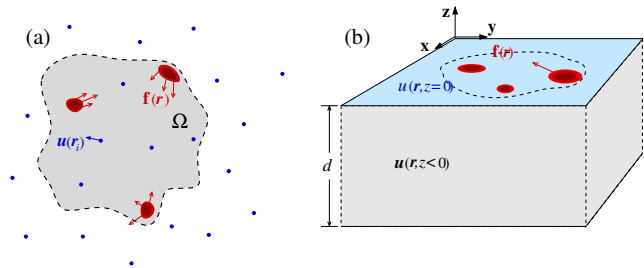 (a)
f(r)
Ω
u(r_i)
(b)
z
y
x
f(r)
u(r,z=0)
d
u(r,z<0)